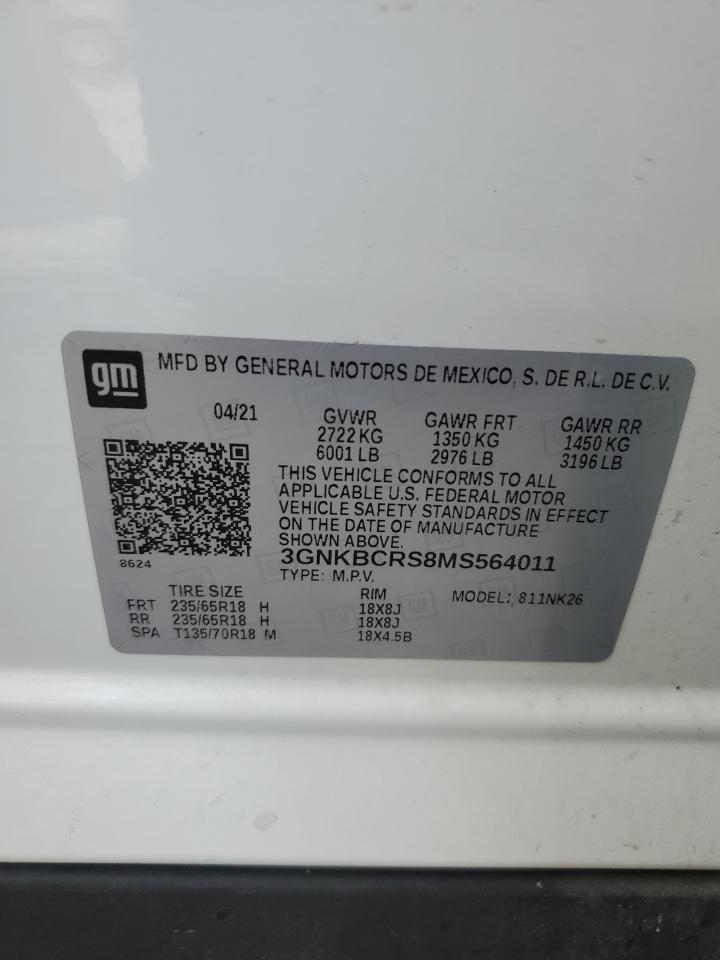 gm MFD BY GENERAL MOTORS DE MEXICO, S. DE R.L. DE C.V.
04/21 GVWR GAWR FRT GAWR RR
2722 KG 1350 KG 1450 KG
6001 LB 2976 LB 3196 LB
THIS VEHICLE CONFORMS TO ALL
APPLICABLE U.S. FEDERAL MOTOR
VEHICLE SAFETY STANDARDS IN EFFECT
ON THE DATE OF MANUFACTURE
SHOWN ABOVE.
8624 3GNKBCRS8MS564011
TYPE: M.P.V.
TIRE SIZE RIM MODEL: 811NK26
FRT 235/65R18 H 18X8J
RR 235/65R18 H 18X8J
SPA T135/70R18 M 18X4.5B